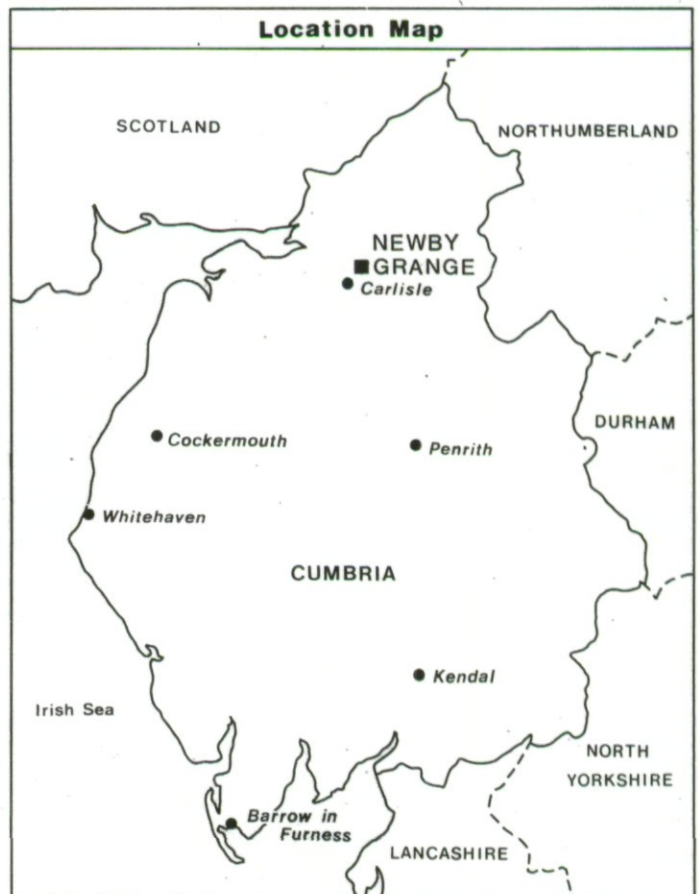 Location Map
SCOTLAND
NORTHUMBERLAND
NEWBY
GRANGE
Carlisle
DURHAM
Cockermouth
Penrith
Whitehaven
CUMBRIA
Kendal
Irish Sea
NORTH
YORKSHIRE
Barrow in
Furness
LANCASHIRE